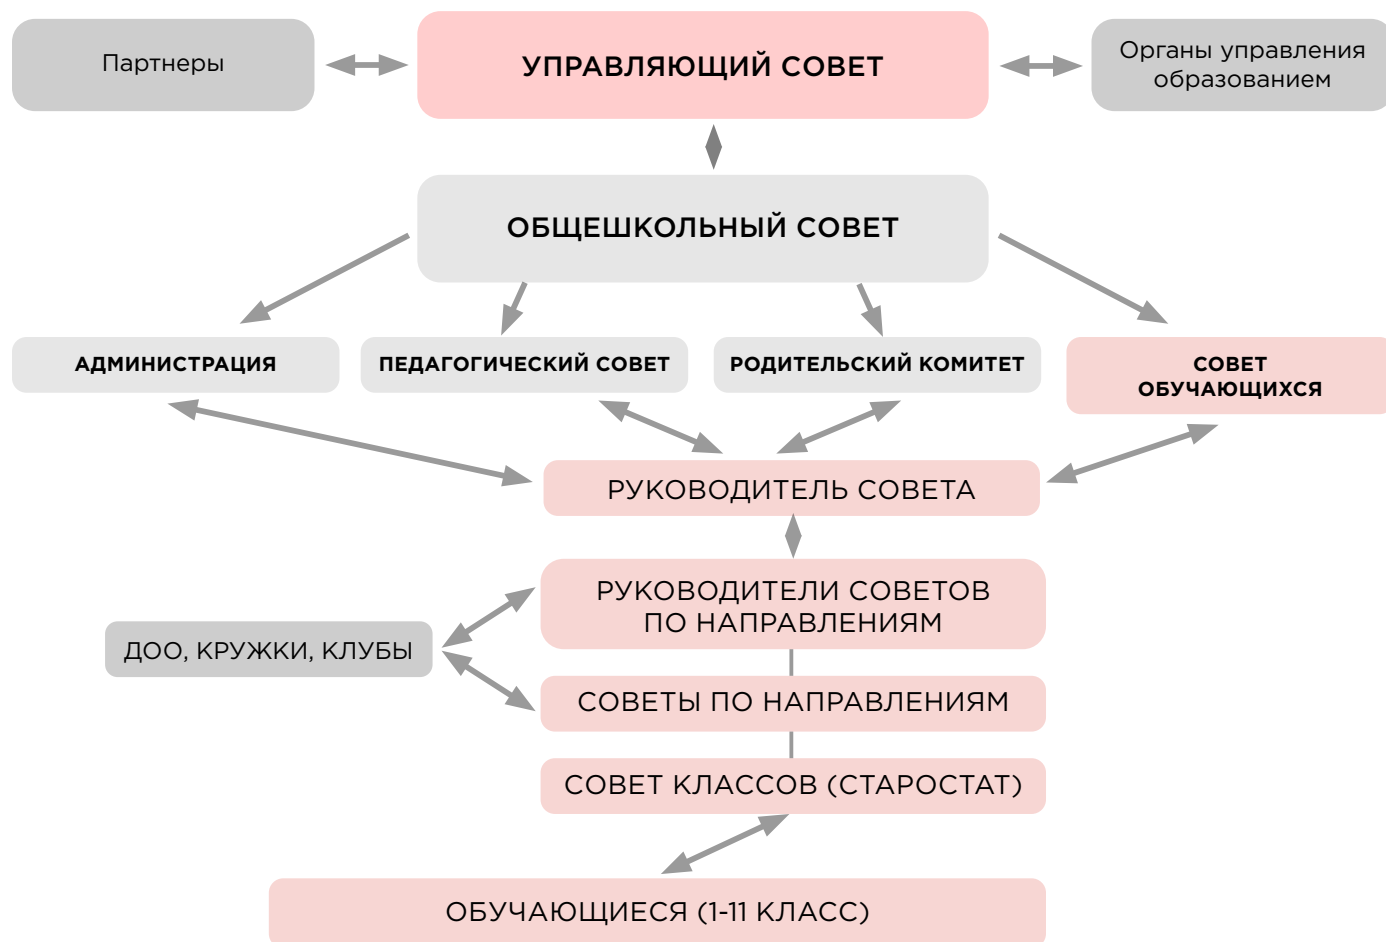 Партнеры
УПРАВЛЯЮЩИЙ СОВЕТ
Органы управления
образованием
ОБЩЕШКОЛЬНЫЙ СОВЕТ
АДМИНИСТРАЦИЯ
ПЕДАГОГИЧЕСКИЙ СОВЕТ
РОДИТЕЛЬСКИЙ КОМИТЕТ
СОВЕТ
ОБУЧАЮЩИХСЯ
РУКОВОДИТЕЛЬ СОВЕТА
РУКОВОДИТЕЛИ СОВЕТОВ
ПО НАПРАВЛЕНИЯМ
ДОО, КРУЖКИ, КЛУБЫ
СОВЕТЫ ПО НАПРАВЛЕНИЯМ
СОВЕТ КЛАССОВ (СТАРОСТАТ)
ОБУЧАЮЩИЕСЯ (1-11 КЛАСС)